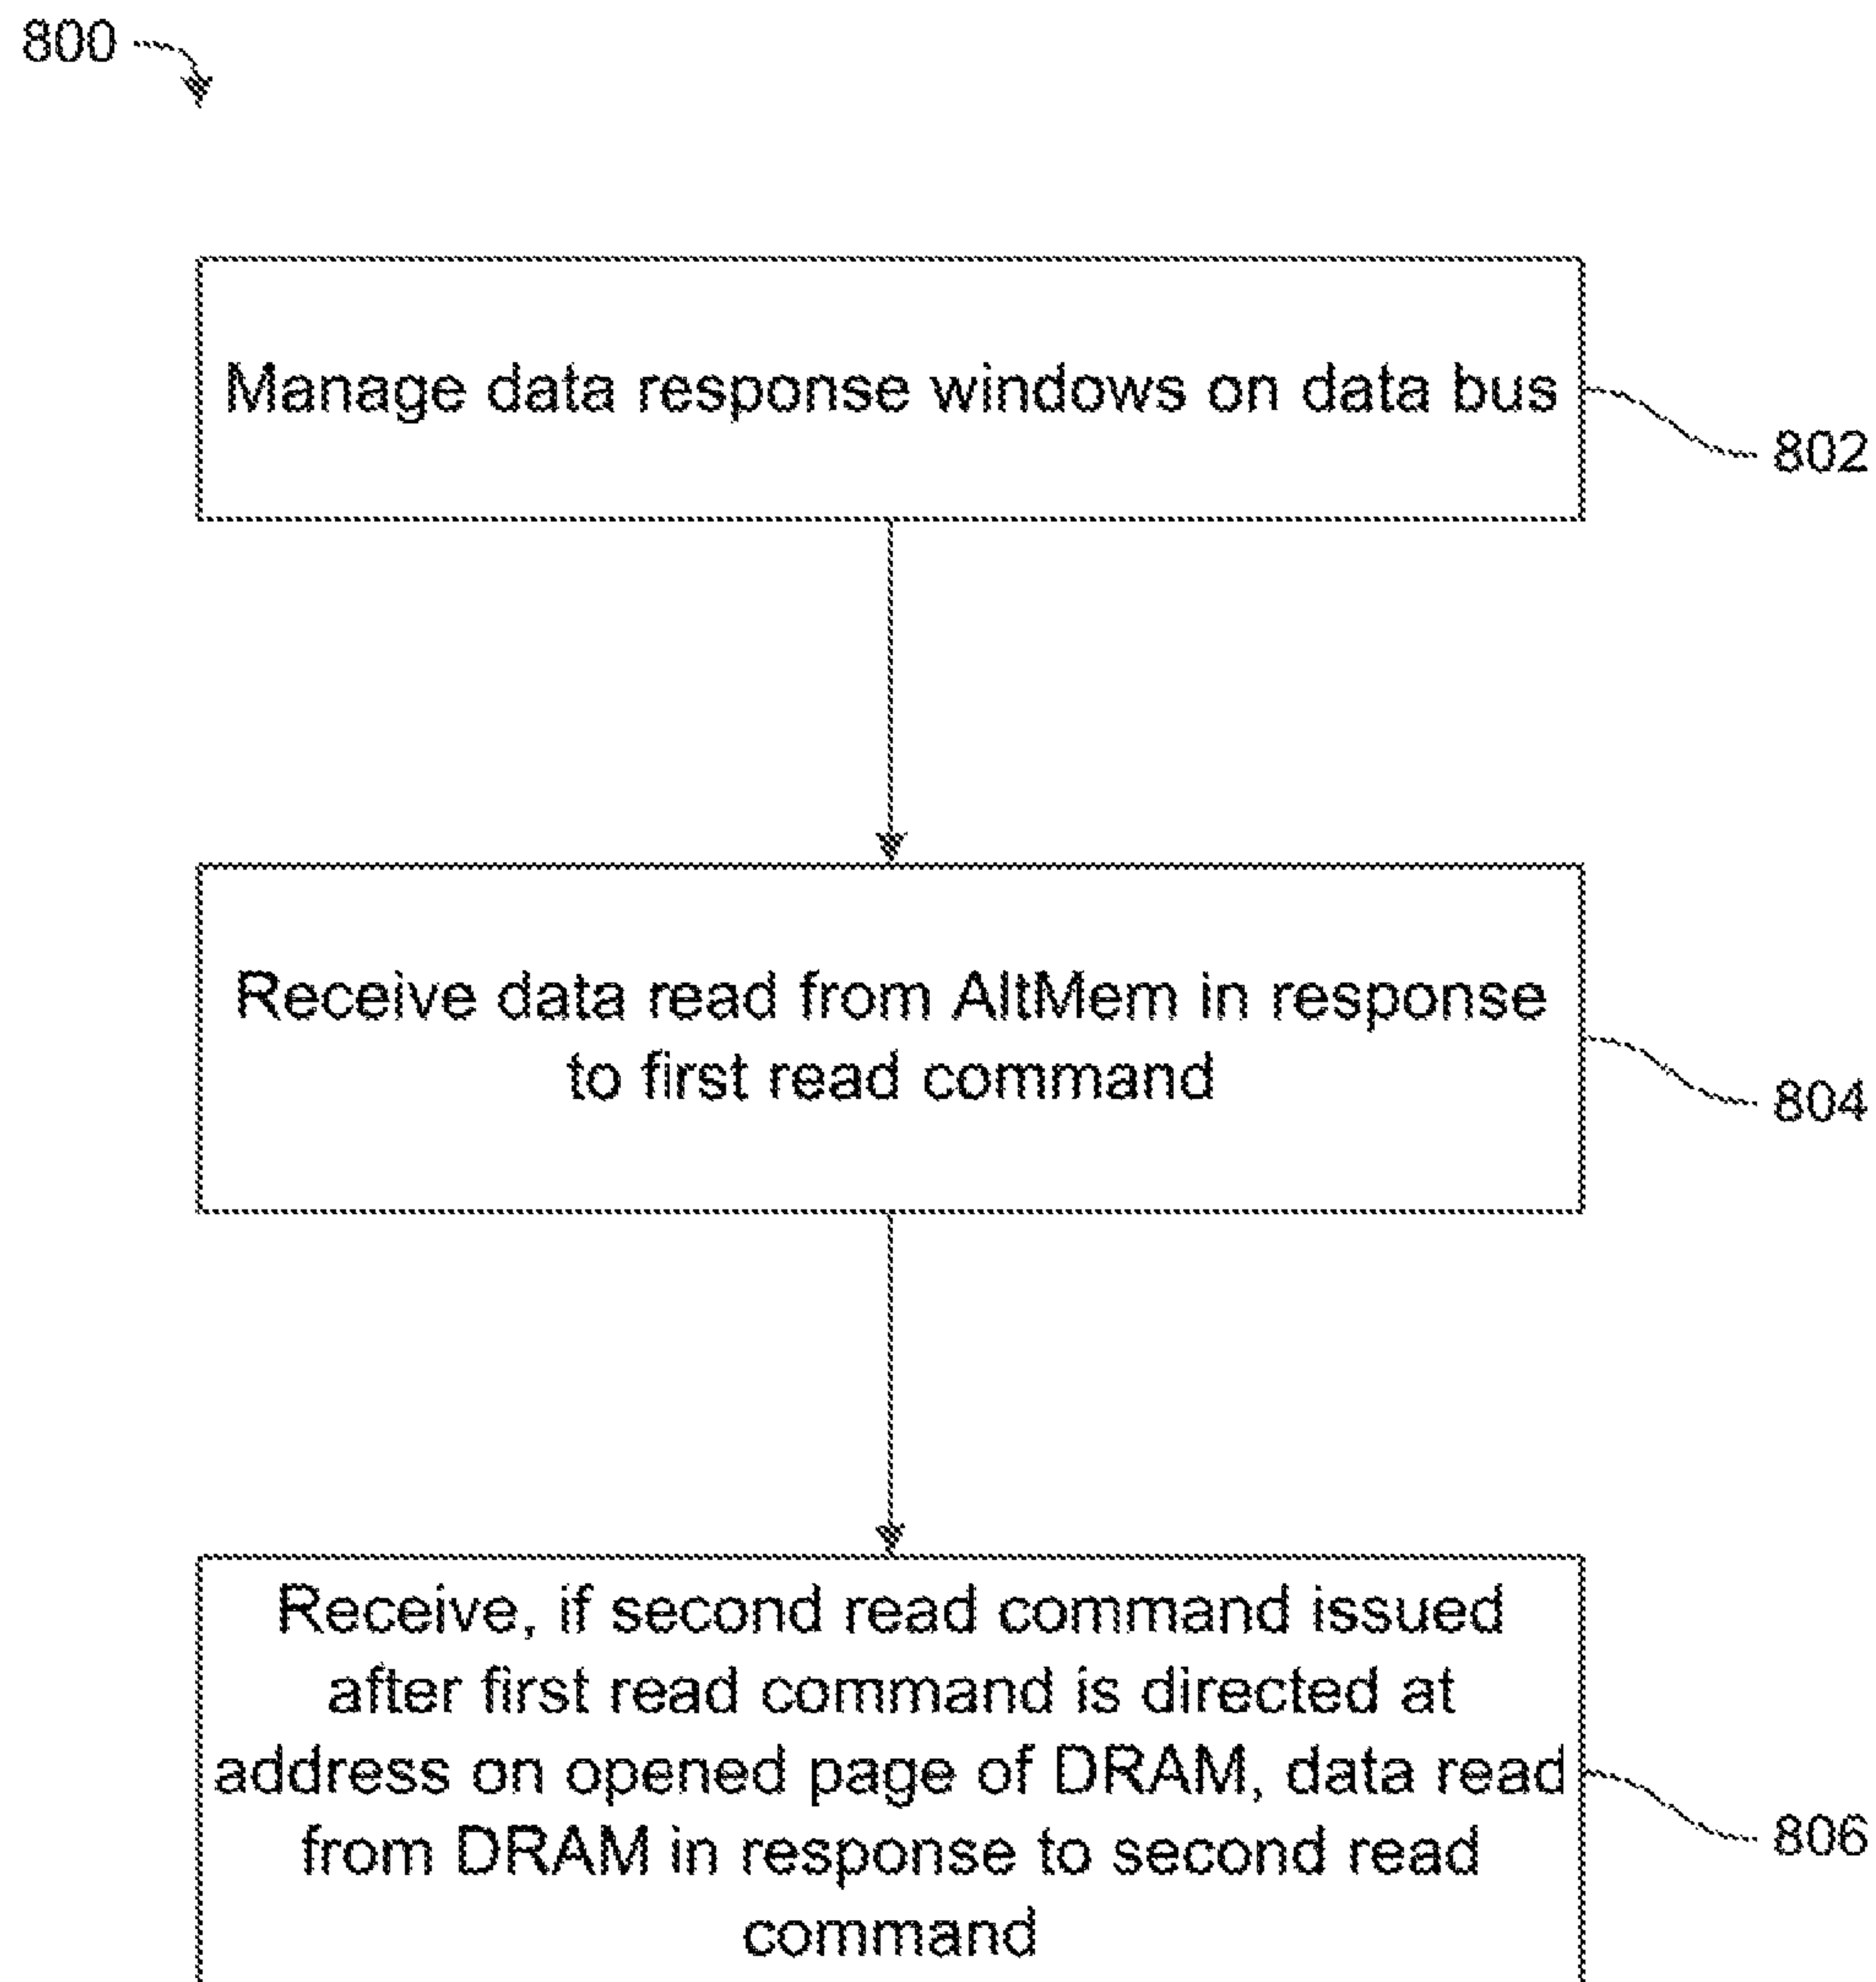 800
Manage data response windows on data bus
802
Receive data read from AltMem in response
to first read command
804
Receive, if second read command issued
after first read command is directed at
address on opened page of DRAM, data read
from DRAM in response to second read
command
806